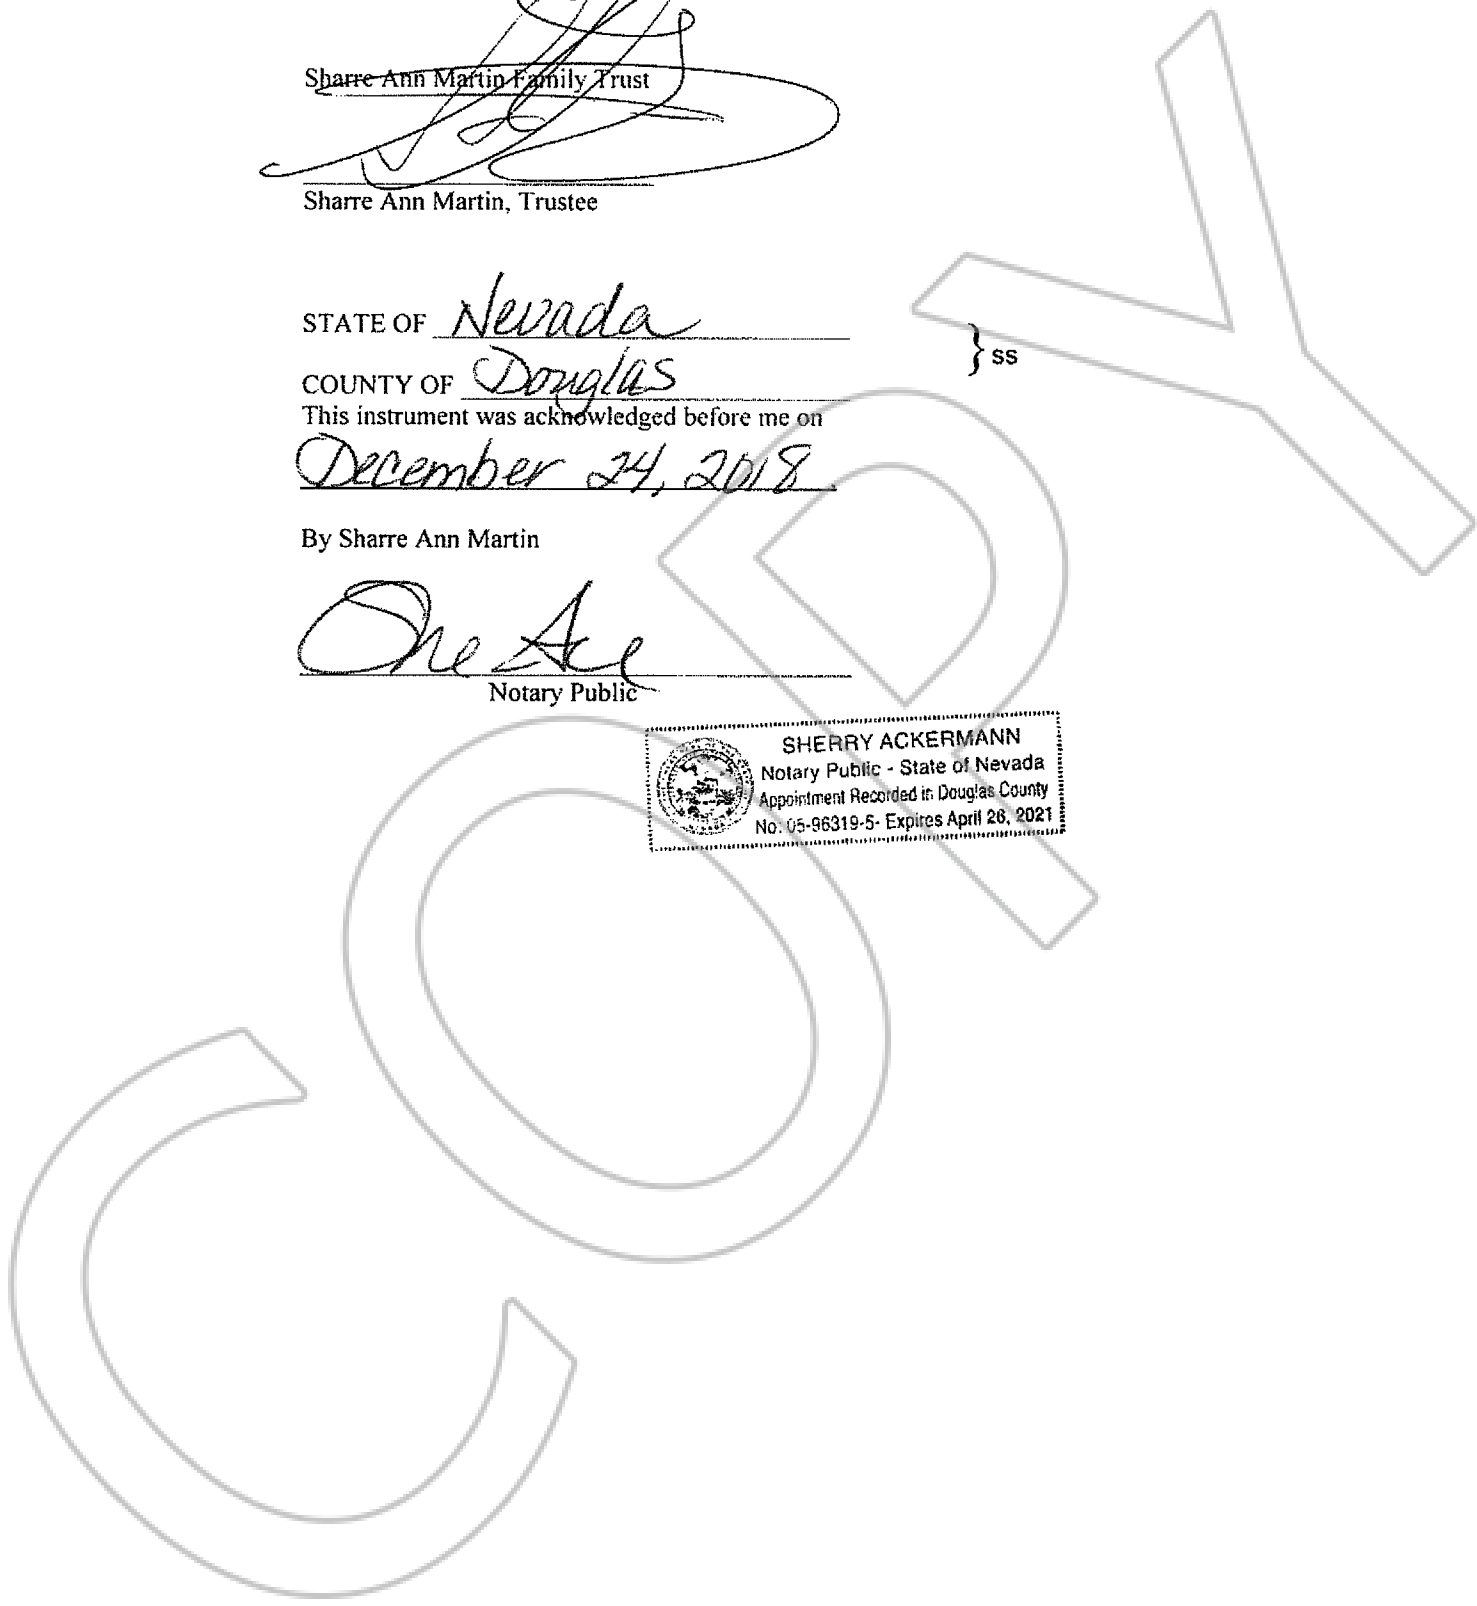 Sharre Ann Martin Family Trust
Sharre Ann Martin, Trustee
STATE OF Nevada
} ss
COUNTY OF Douglas
This instrument was acknowledged before me on
December 24, 2018.
By Sharre Ann Martin
Notary Public
SHERRY ACKERMANN
Notary Public - State of Nevada
Appointment Recorded in Douglas County
No: 05-96319-5- Expires April 26, 2021
COPY